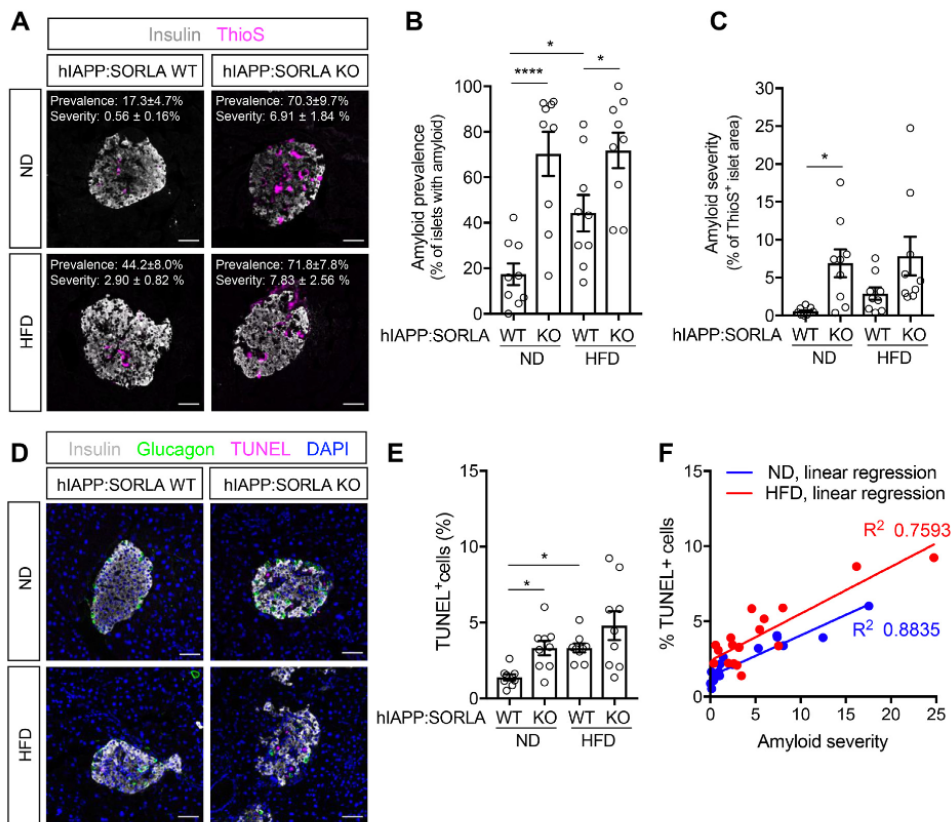 A
Insulin ThioS
hIAPP:SORLA WT
hIAPP:SORLA KO
ND
Prevalence: 17.3±4.7%
Severity: 0.56 ± 0.16%
Prevalence: 70.3±9.7%
Severity: 6.91 ± 1.84 %
HFD
Prevalence: 44.2±8.0%
Severity: 2.90 ± 0.82 %
Prevalence: 71.8±7.8%
Severity: 7.83 ± 2.56 %
B
Amyloid prevalence
(% of islets with amyloid)
100
80
60
40
20
0
*
****
*
hIAPP:SORLA WT KO WT KO
ND HFD
C
Amyloid severity
(% of ThioS+ islet area)
30
25
20
15
10
5
0
*
hIAPP:SORLA WT KO WT KO
ND HFD
D
Insulin Glucagon TUNEL DAPI
hIAPP:SORLA WT
hIAPP:SORLA KO
ND
HFD
E
TUNEL+cells (%)
15
10
5
0
*
*
hIAPP:SORLA WT KO WT KO
ND HFD
F
% TUNEL+ cells
15
10
5
0
ND, linear regression
HFD, linear regression
R2 0.7593
R2 0.8835
0 5 10 15 20 25
Amyloid severity